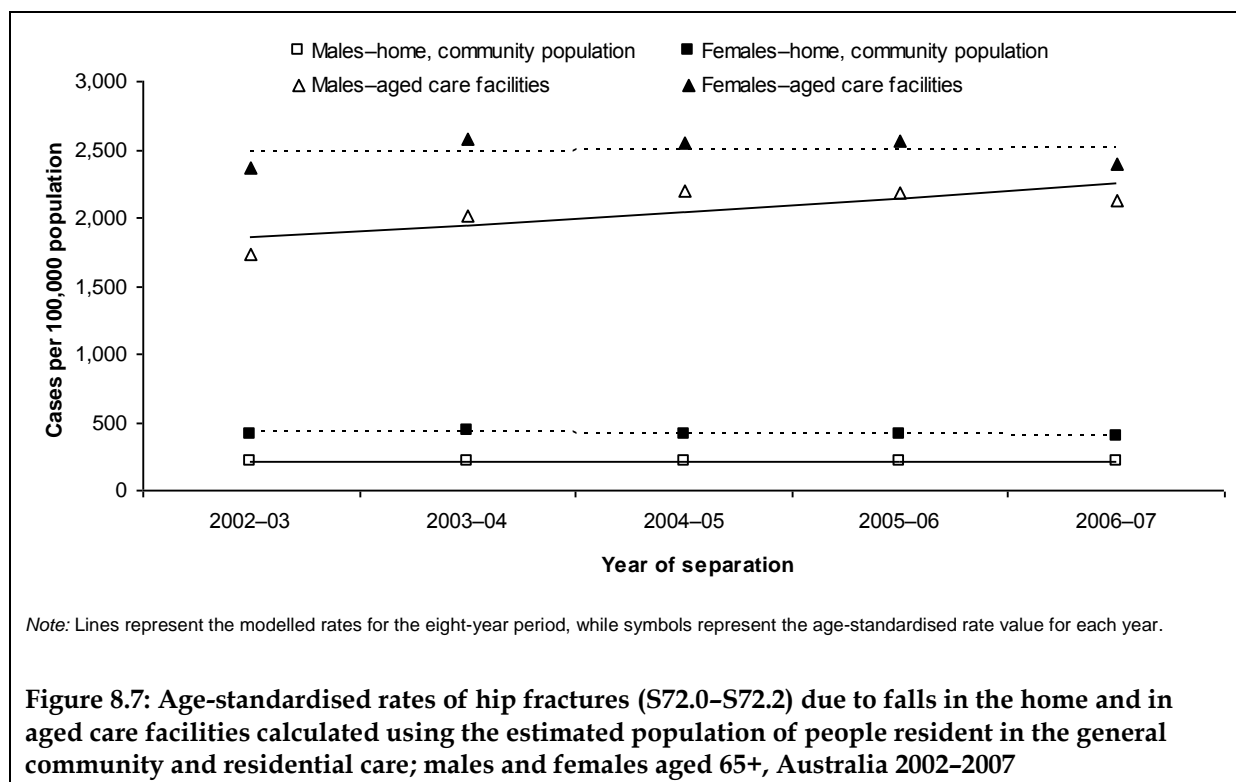 Males–home, community population Females–home, community population
Males–aged care facilities Females–aged care facilities
3,000
2,500
2,000
1,500
1,000
500
0
Cases per 100,000 population
2002–03 2003–04 2004–05 2005–06 2006–07
Year of separation
Note: Lines represent the modelled rates for the eight-year period, while symbols represent the age-standardised rate value for each year.
Figure 8.7: Age-standardised rates of hip fractures (S72.0–S72.2) due to falls in the home and in
aged care facilities calculated using the estimated population of people resident in the general
community and residential care; males and females aged 65+, Australia 2002–2007